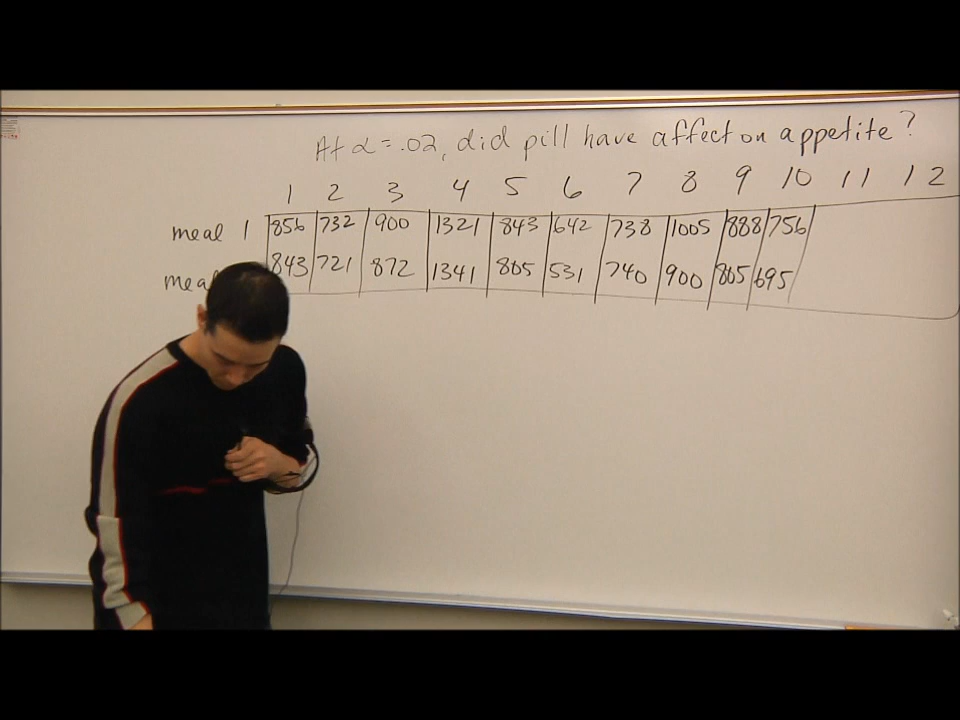 At α = .02, did pill have affect on appetite?
1 2 3 4 5 6 7 8 9 10 11 12
meal 1 856 732 900 1321 843 642 738 1005 888 756
843 721 872 1341 805 531 740 900 805 695